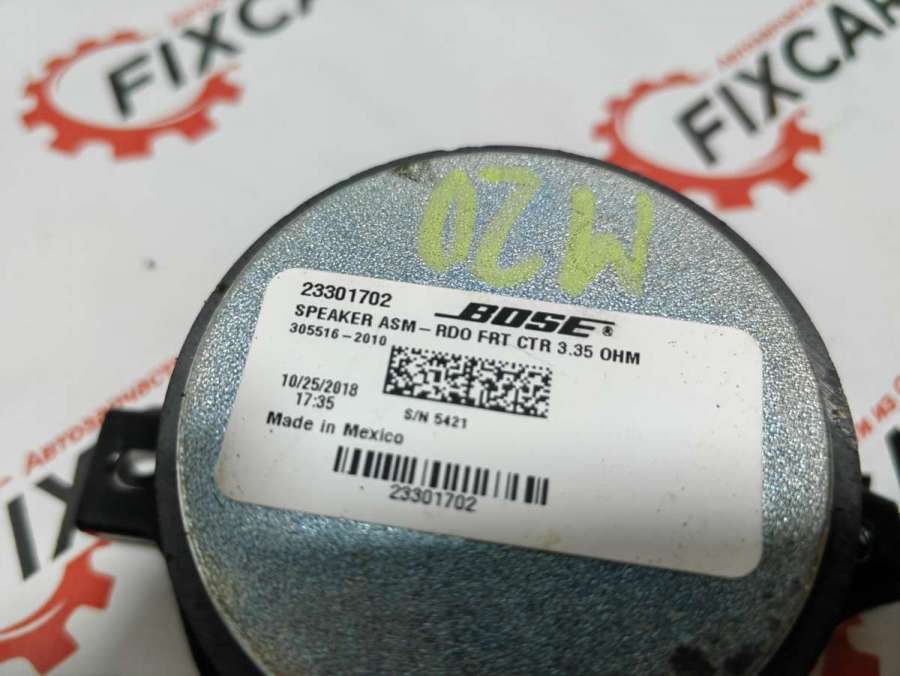 FIXCAR
FIXCAR
M 20
23301702
BOSE®
SPEAKER ASM-RDO FRT CTR 3.35 OHM
305516-2010
10/25/2018
17:35
S/N 5421
Made in Mexico
23301702